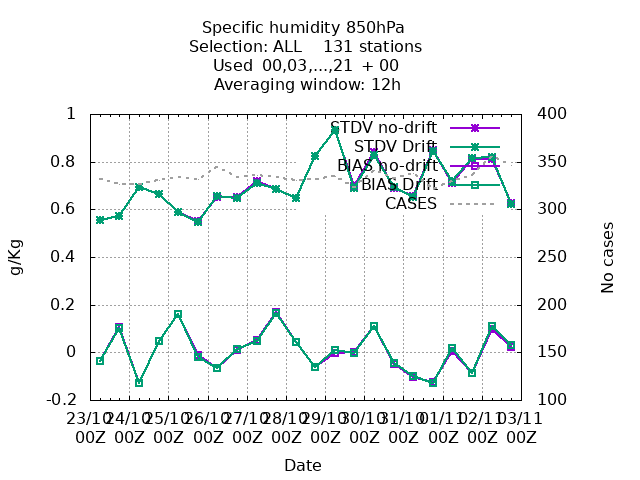 Specific humidity 850hPa
Selection: ALL    131 stations
Used  00,03,...,21  + 00
Averaging window: 12h
STDV no-drift
STDV Drift
BIAS no-drift
BIAS Drift
CASES
1
0.8
0.6
0.4
0.2
0
-0.2
400
350
300
250
200
150
100
g/Kg
No cases
23/10 24/10 25/10 26/10 27/10 28/10 29/10 30/10 31/10 01/11 02/11 03/11
00Z 00Z 00Z 00Z 00Z 00Z 00Z 00Z 00Z 00Z 00Z 00Z
Date